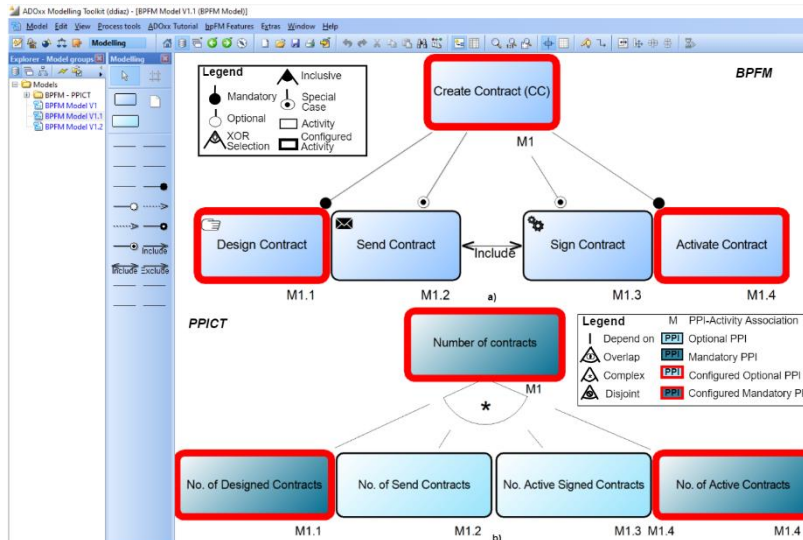 ADOxx Modelling Toolkit (ddiaz) - [BPFM Model V1.1 (BPFM Model)]
Model Edit View Process tools ADOxx Tutorial bpFM Features Extras Window Help
Modelling
Explorer - Model groups
Modelling
Models
BPFM - PPICT
BPFM Model V1
BPFM Model V1.1
BPFM Model V1.2
Include
Include Exclude
Legend
Mandatory
Optional
XOR Selection
Inclusive
Special Case
Activity
Configured Activity
BPFM
Create Contract (CC)
M1
Design Contract
Send Contract
Include
Sign Contract
Activate Contract
M1.1
M1.2
a)
M1.3
M1.4
PPICT
Number of contracts
M1
*
Legend
Depend on
Overlap
Complex
Disjoint
M PPI-Activity Association
PPI Optional PPI
PPI Mandatory PPI
PPI Configured Optional PPI
PPI Configured Mandatory P
No. of Designed Contracts
No. of Send Contracts
No. Active Signed Contracts
No. of Active Contracts
M1.1
M1.2
b)
M1.3
M1.4
M1.4